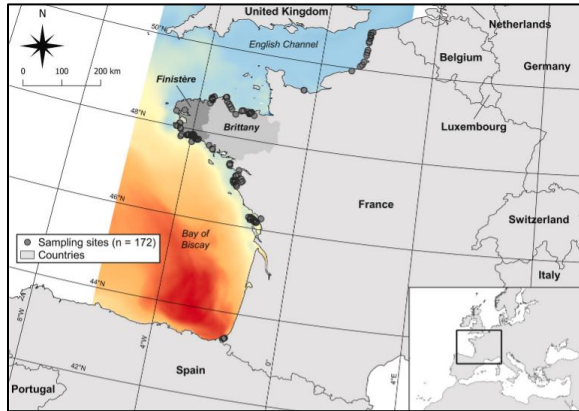 N
0
100
200 km
50°N
United Kingdom
English Channel
Netherlands
Belgium
Germany
Luxembourg
Finistère
48°N
Brittany
46°N
France
Switzerland
Sampling sites (n = 172)
Countries
Bay of
Biscay
Italy
44°N
8°W
4°W
0°
4°E
42°N
Spain
Portugal